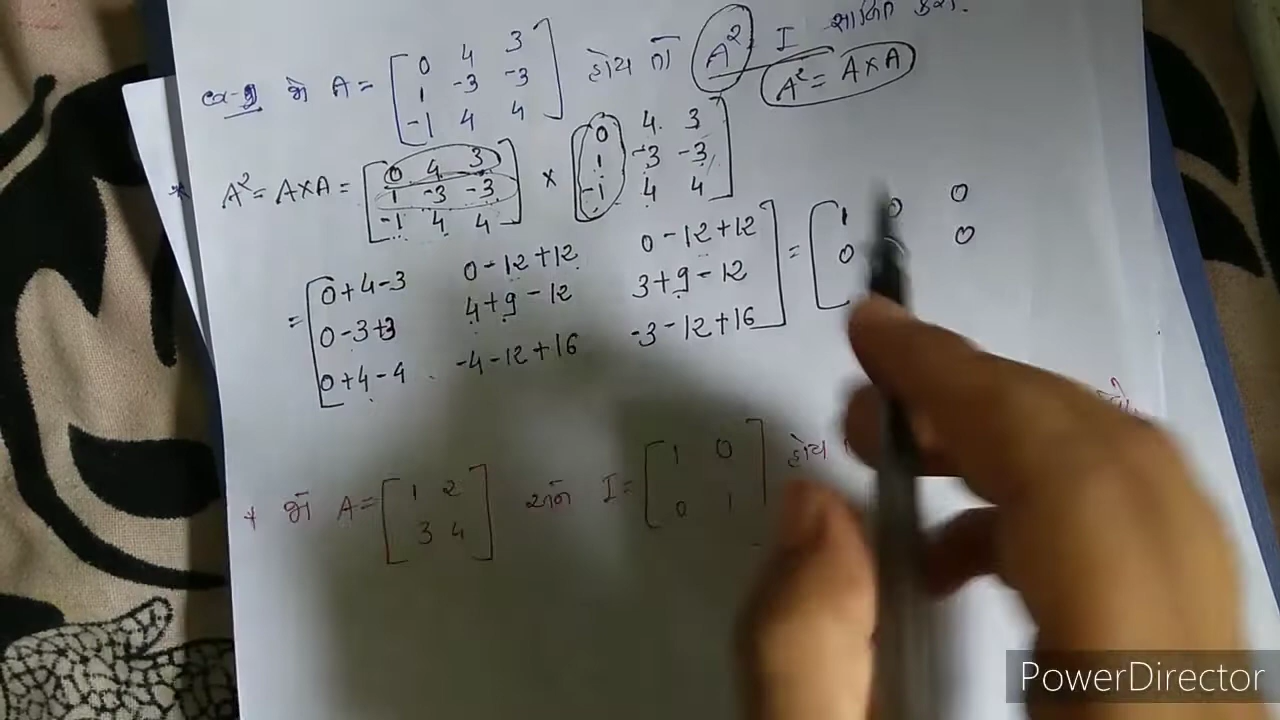 જો A = [0 4 3
1 -3 -3
-1 4 4] હોય તો A² I સાબિત કરો.
A² = A×A
* A² = A×A = [0 4 3
1 -3 -3
-1 4 4] × [0 4 3
1 -3 -3
-1 4 4]
= [0+4-3 0-12+12 0-12+12
0-3+3 4+9-12 3+9-12
0+4-4 -4-12+16 -3-12+16] = [1 0 0
0 0
* જો A = [1 2
3 4] અને I = [1 0
0 1] હોય
PowerDirector